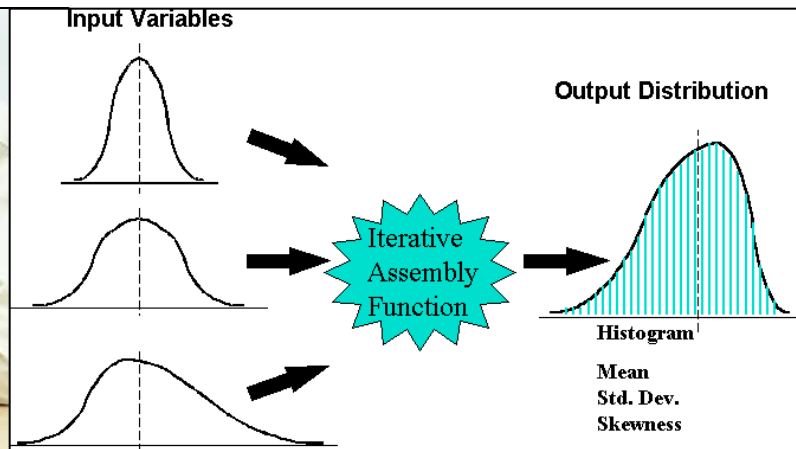 Input Variables
Output Distribution
Iterative
Assembly
Function
Histogram
Mean
Std. Dev.
Skewness